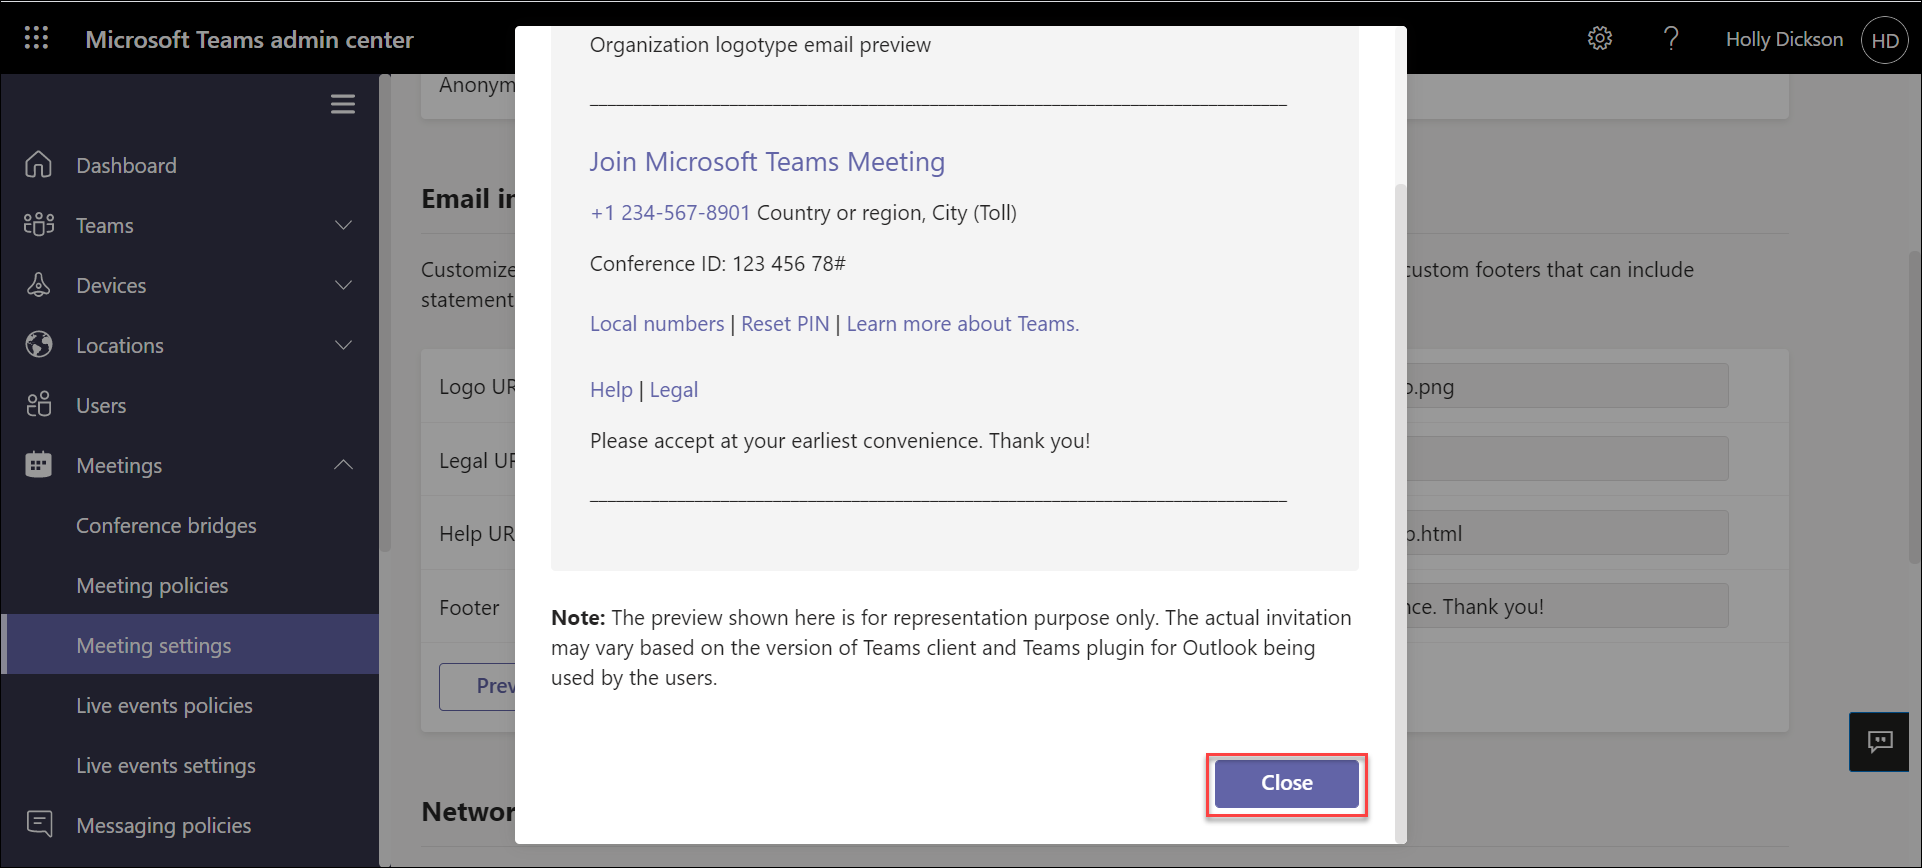 Microsoft Teams admin center
Holly Dickson
HD
Dashboard
Teams
Devices
Locations
Users
Meetings
Conference bridges
Meeting policies
Meeting settings
Live events policies
Live events settings
Messaging policies
Organization logotype email preview
Join Microsoft Teams Meeting
+1 234-567-8901 Country or region, City (Toll)
Conference ID: 123 456 78#
Local numbers | Reset PIN | Learn more about Teams.
Help | Legal
Please accept at your earliest convenience. Thank you!
Note: The preview shown here is for representation purpose only. The actual invitation
may vary based on the version of Teams client and Teams plugin for Outlook being
used by the users.
Close
Anonym
Email in
Customize
custom footers that can include
statement
Logo UR
o.png
Legal UR
Help UR
p.html
Footer
nce. Thank you!
Prev
Networ